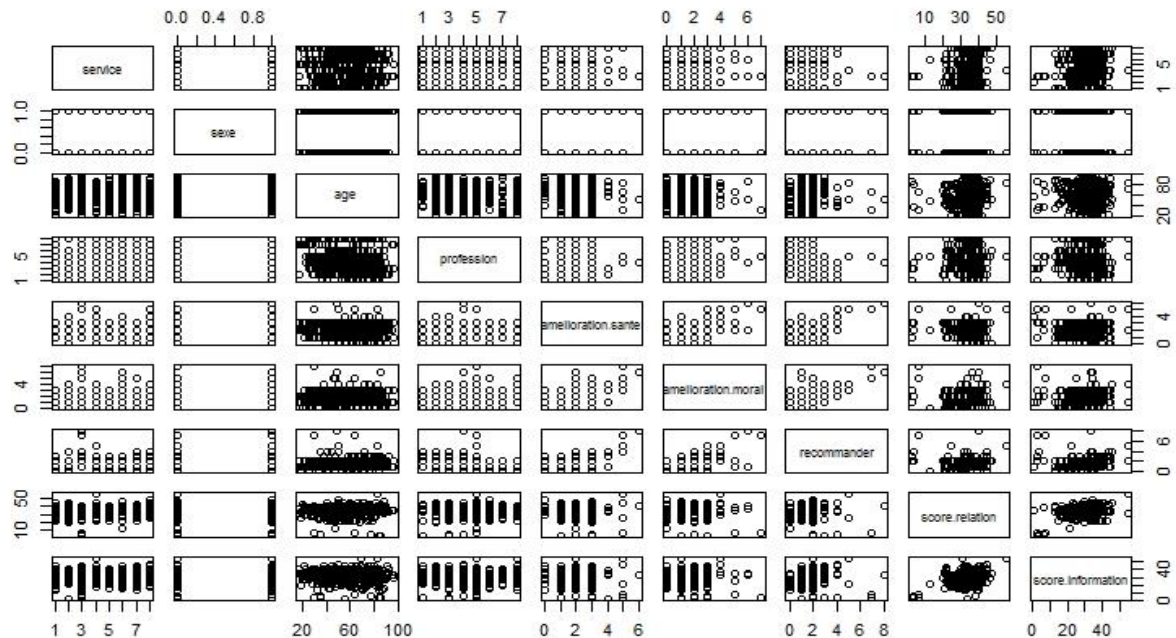 1 3 5 7
0.0 0.4 0.8
20 60 100
1 3 5 7
0 2 4 6
0 2 4 6
0 2 4 6 8
10 30 50
0 20 40
service
1 5
0.0 1.0
sexe
age
20 80
1 5
profession
amelioration.sante
0 4
0 4
amelioration.moral
recommander
0 6
10 50
score.relation
score.information
0 40